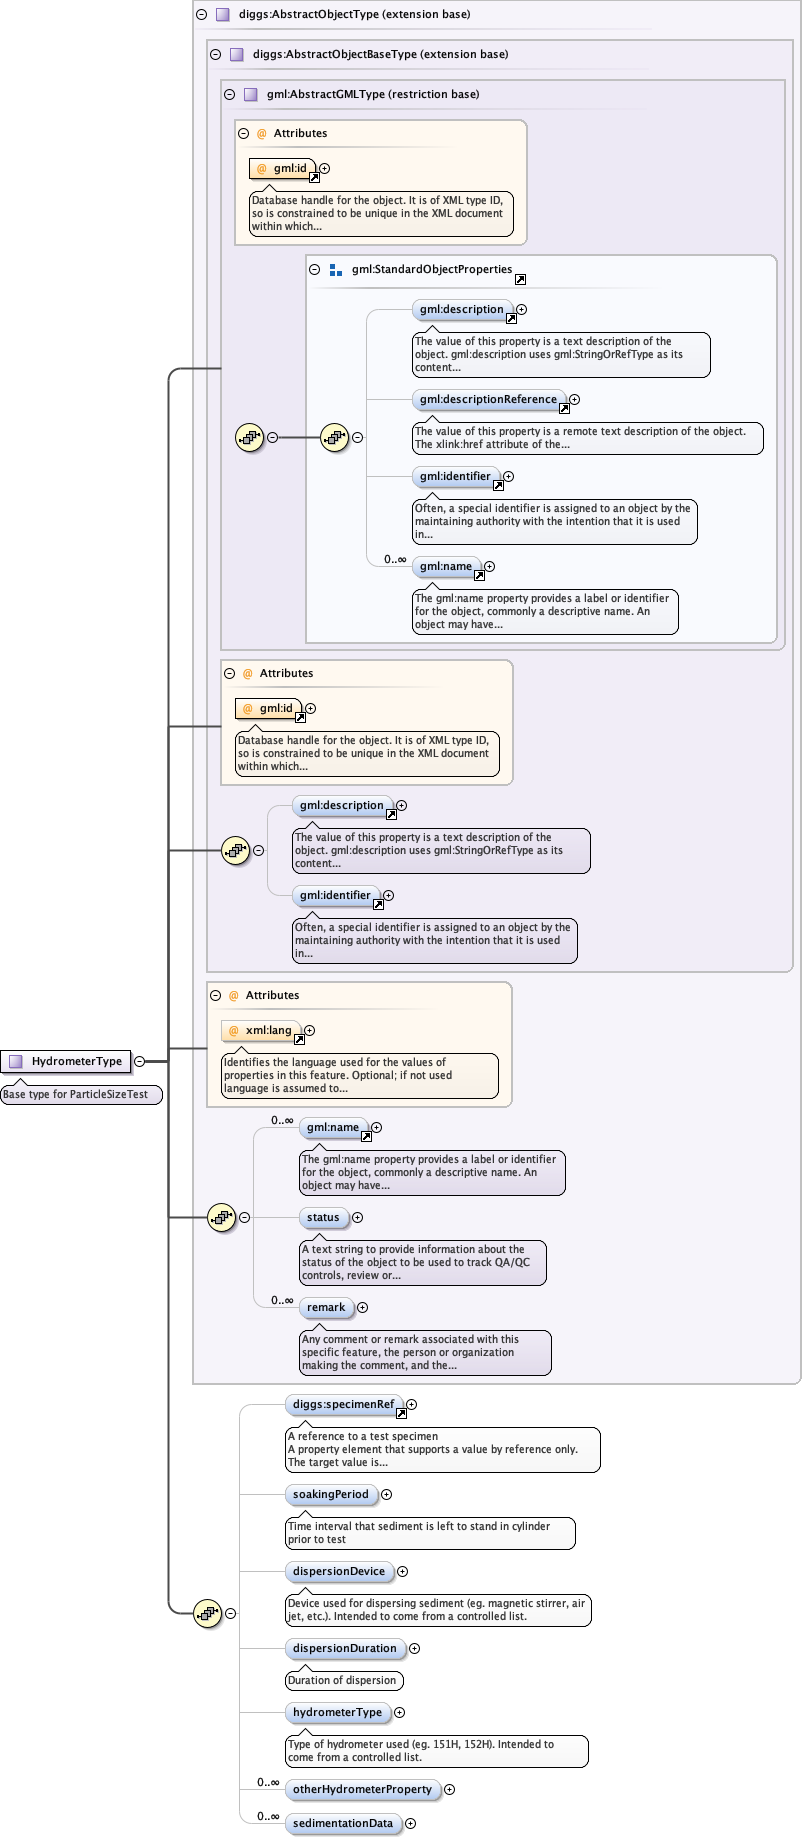 diggs:AbstractObjectType (extension base)
diggs:AbstractObjectBaseType (extension base)
gml:AbstractGMLType (restriction base)
@ Attributes
@ gml:id
Database handle for the object. It is of XML type ID,
so is constrained to be unique in the XML document
within which...
gml:StandardObjectProperties
gml:description
The value of this property is a text description of the
object. gml:description uses gml:StringOrRefType as its
content...
gml:descriptionReference
The value of this property is a remote text description of the object.
The xlink:href attribute of the...
gml:identifier
Often, a special identifier is assigned to an object by the
maintaining authority with the intention that it is used
in...
0..∞
gml:name
The gml:name property provides a label or identifier
for the object, commonly a descriptive name. An
object may have...
@ Attributes
@ gml:id
Database handle for the object. It is of XML type ID,
so is constrained to be unique in the XML document
within which...
gml:description
The value of this property is a text description of the
object. gml:description uses gml:StringOrRefType as its
content...
gml:identifier
Often, a special identifier is assigned to an object by the
maintaining authority with the intention that it is used
in...
@ Attributes
@ xml:lang
Identifies the language used for the values of
properties in this feature. Optional; if not used
language is assumed to...
HydrometerType
Base type for ParticleSizeTest
0..∞
gml:name
The gml:name property provides a label or identifier
for the object, commonly a descriptive name. An
object may have...
status
A text string to provide information about the
status of the object to be used to track QA/QC
controls, review or...
0..∞
remark
Any comment or remark associated with this
specific feature, the person or organization
making the comment, and the...
diggs:specimenRef
A reference to a test specimen
A property element that supports a value by reference only.
The target value is...
soakingPeriod
Time interval that sediment is left to stand in cylinder
prior to test
dispersionDevice
Device used for dispersing sediment (eg. magnetic stirrer, air
jet, etc.). Intended to come from a controlled list.
dispersionDuration
Duration of dispersion
hydrometerType
Type of hydrometer used (eg. 151H, 152H). Intended to
come from a controlled list.
0..∞
otherHydrometerProperty
0..∞
sedimentationData